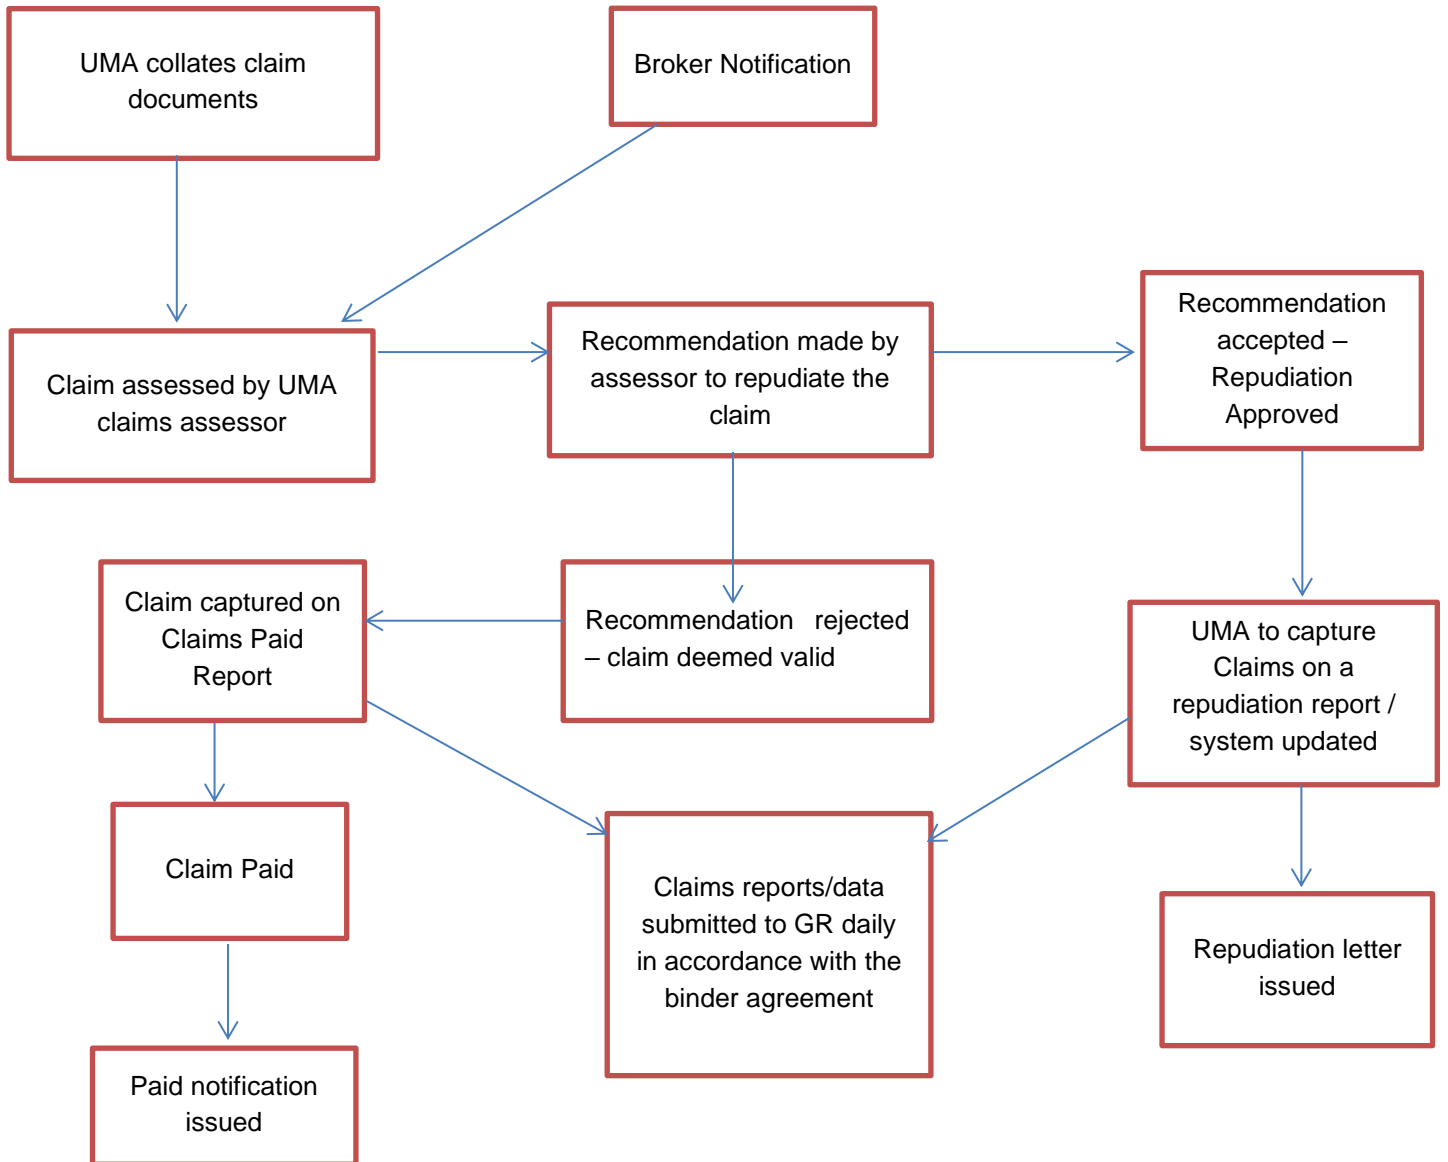 UMA collates claim
documents
Broker Notification
Claim assessed by UMA
claims assessor
Recommendation made by
assessor to repudiate the
claim
Recommendation
accepted –
Repudiation
Approved
Claim captured on
Claims Paid
Report
Recommendation rejected
– claim deemed valid
UMA to capture
Claims on a
repudiation report /
system updated
Claim Paid
Claims reports/data
submitted to GR daily
in accordance with the
binder agreement
Repudiation letter
issued
Paid notification
issued